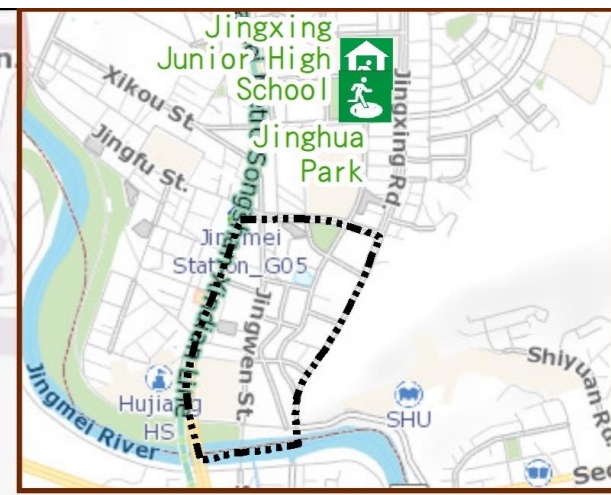 Jingxing
Junior High
School
Jinghua
Park
Xikou St.
Jingfu St.
Jingxing Rd.
Jingmei
Station_G05
Jingwen St.
Hujiang
HS
Jingmei River
SHU
Shiyuan Rd.